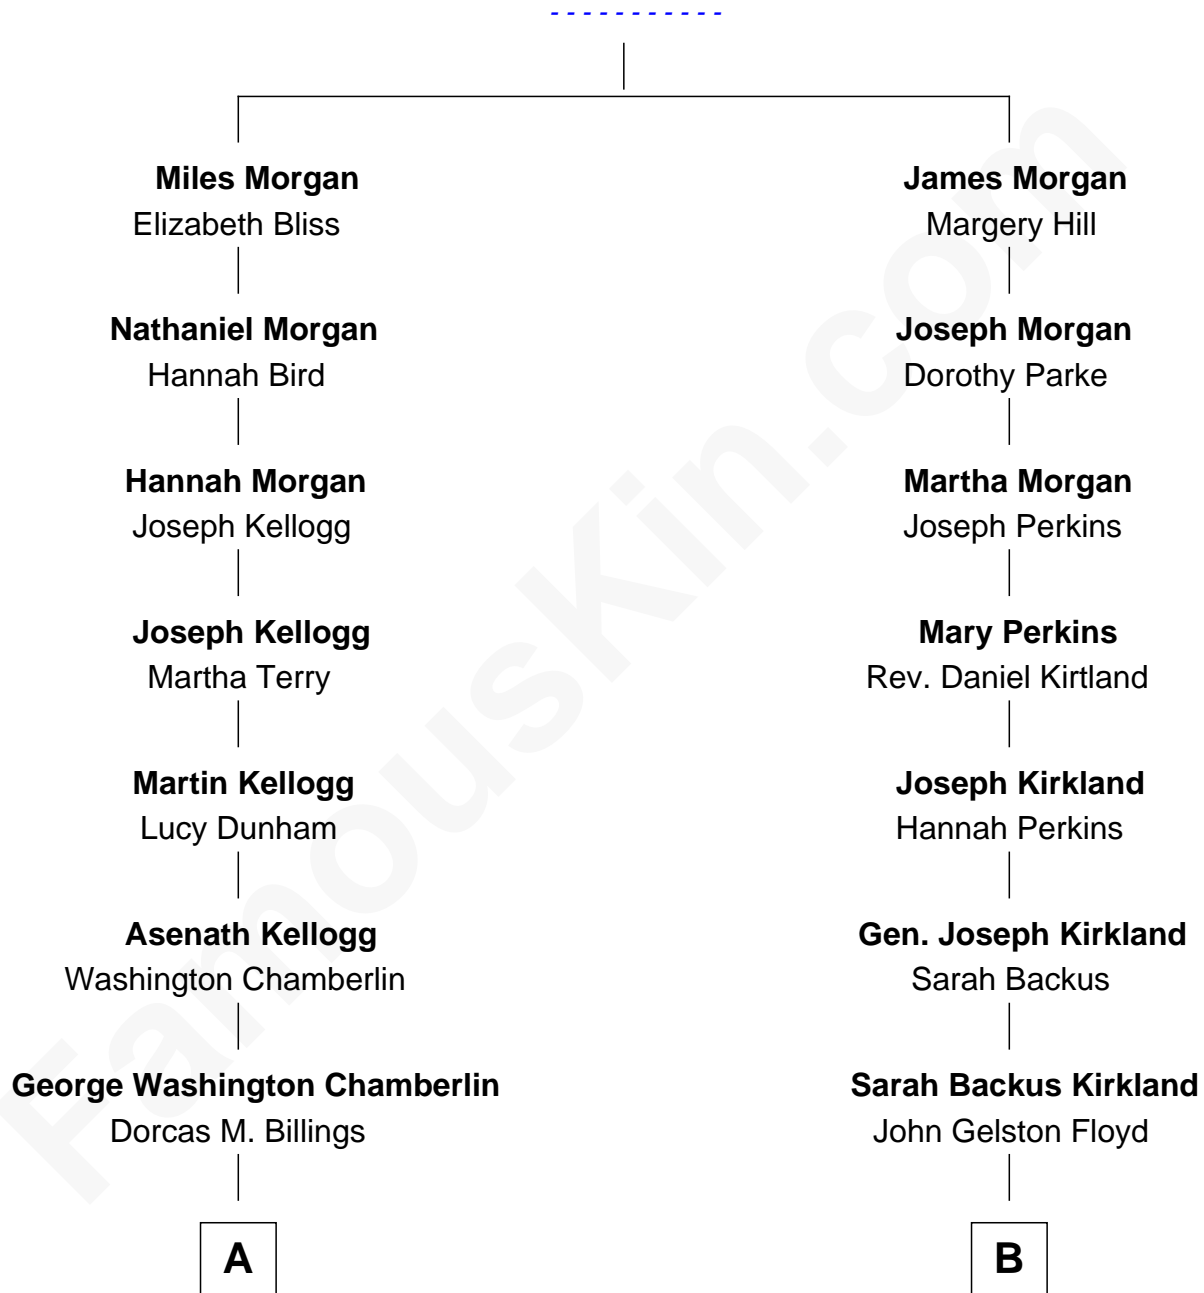 - - - - - - - - - - -
Miles Morgan
Elizabeth Bliss
Nathaniel Morgan
Hannah Bird
Hannah Morgan
Joseph Kellogg
Joseph Kellogg
Martha Terry
Martin Kellogg
Lucy Dunham
Asenath Kellogg
Washington Chamberlin
George Washington Chamberlin
Dorcas M. Billings
A
James Morgan
Margery Hill
Joseph Morgan
Dorothy Parke
Martha Morgan
Joseph Perkins
Mary Perkins
Rev. Daniel Kirtland
Joseph Kirkland
Hannah Perkins
Gen. Joseph Kirkland
Sarah Backus
Sarah Backus Kirkland
John Gelston Floyd
B
FamousKin.com